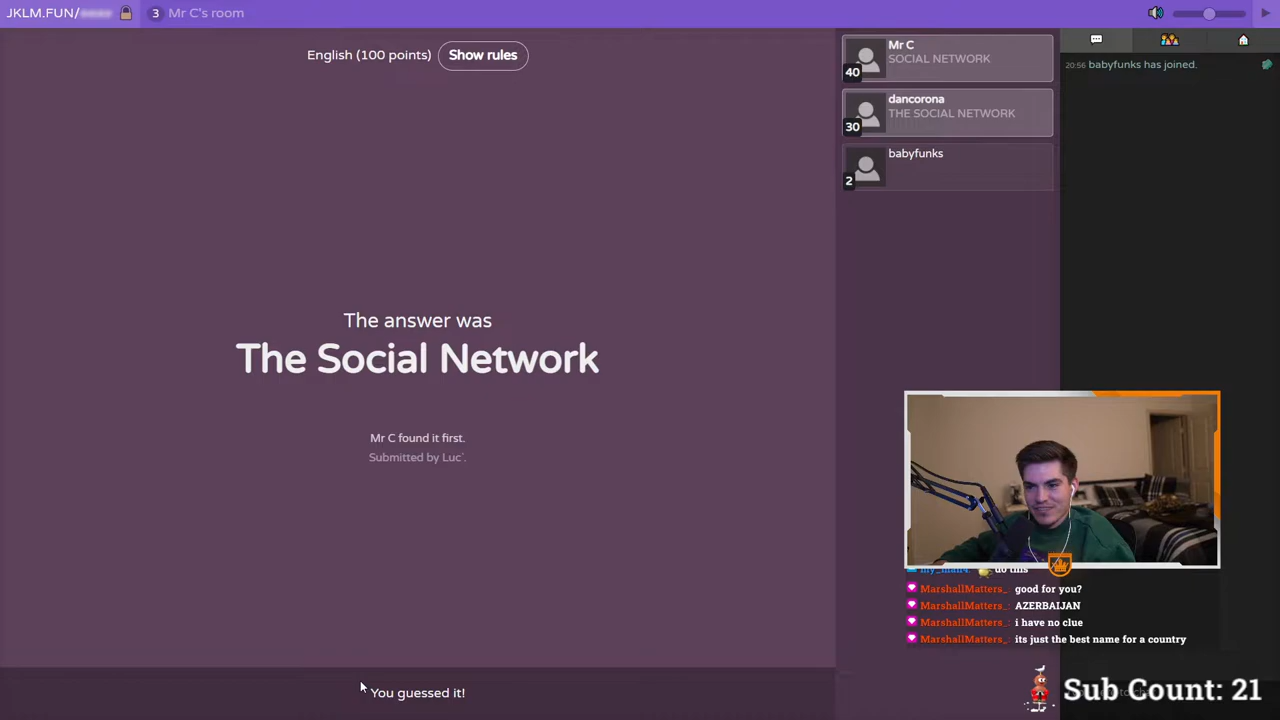 JKLM.FUN/
3 Mr C's room
English (100 points) Show rules
The answer was
The Social Network
Mr C found it first.
Submitted by Luc`.
You guessed it!
Mr C
SOCIAL NETWORK
40
dancorona
THE SOCIAL NETWORK
30
babyfunks
2
20:56 babyfunks has joined.
do this
MarshallMatters_: good for you?
MarshallMatters_: AZERBAIJAN
MarshallMatters_: i have no clue
MarshallMatters_: its just the best name for a country
Sub Count: 21